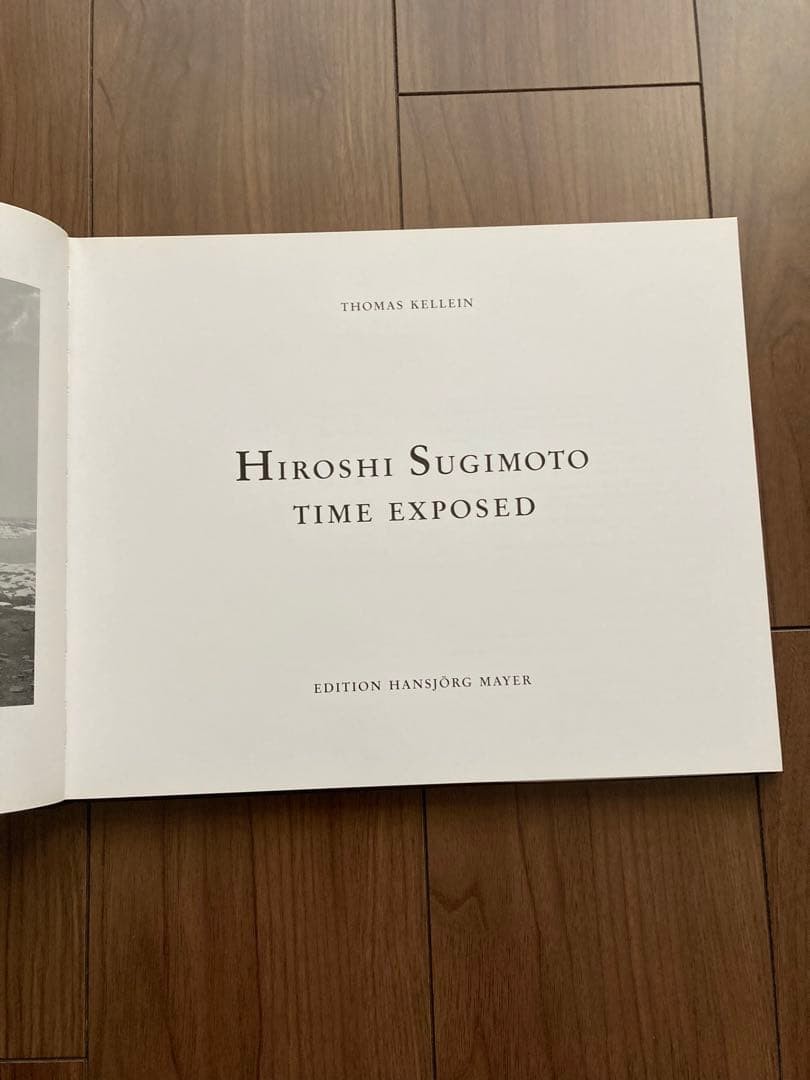 THOMAS KELLEIN
HIROSHI SUGIMOTO
TIME EXPOSED
EDITION HANSJÖRG MAYER